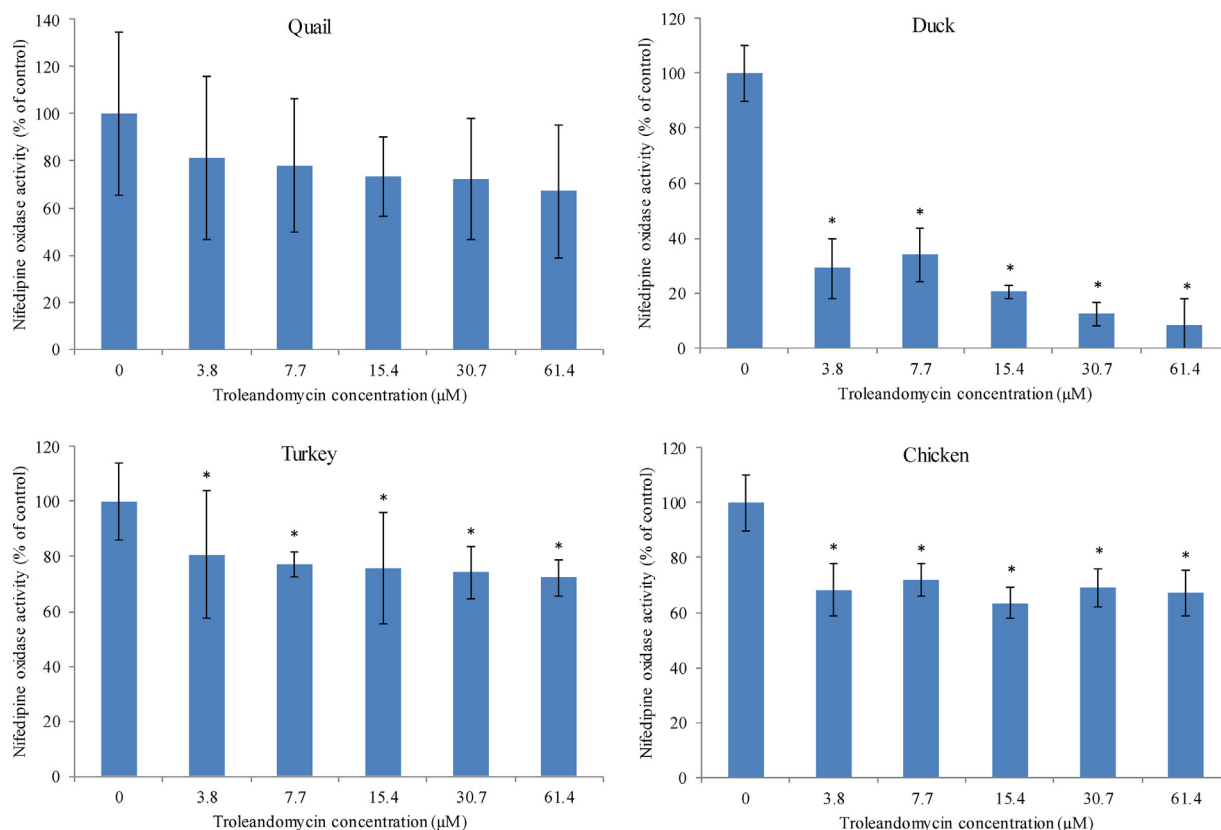 Quail
Nifedipine oxidase activity (% of control)
140
120
100
80
60
40
20
0
0 3.8 7.7 15.4 30.7 61.4
Troleandomycin concentration (µM)
Duck
Nifedipine oxidase activity (% of control)
120
100
80
60
40
20
0
* * * * *
0 3.8 7.7 15.4 30.7 61.4
Troleandomycin concentration (µM)
Turkey
Nifedipine oxidase activity (% of control)
120
100
80
60
40
20
0
* * * * *
0 3.8 7.7 15.4 30.7 61.4
Troleandomycin concentration (µM)
Chicken
Nifedipine oxidase activity (% of control)
120
100
80
60
40
20
0
* * * * *
0 3.8 7.7 15.4 30.7 61.4
Troleandomycin concentration (µM)